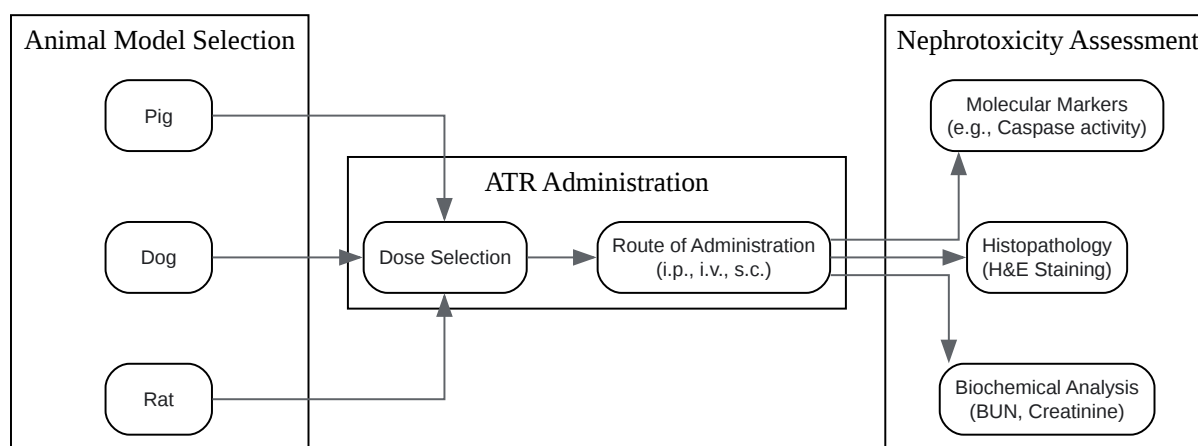 Animal Model Selection
Pig
Dog
Rat
ATR Administration
Dose Selection
Route of Administration
(i.p., i.v., s.c.)
Nephrotoxicity Assessment
Molecular Markers
(e.g., Caspase activity)
Histopathology
(H&E Staining)
Biochemical Analysis
(BUN, Creatinine)